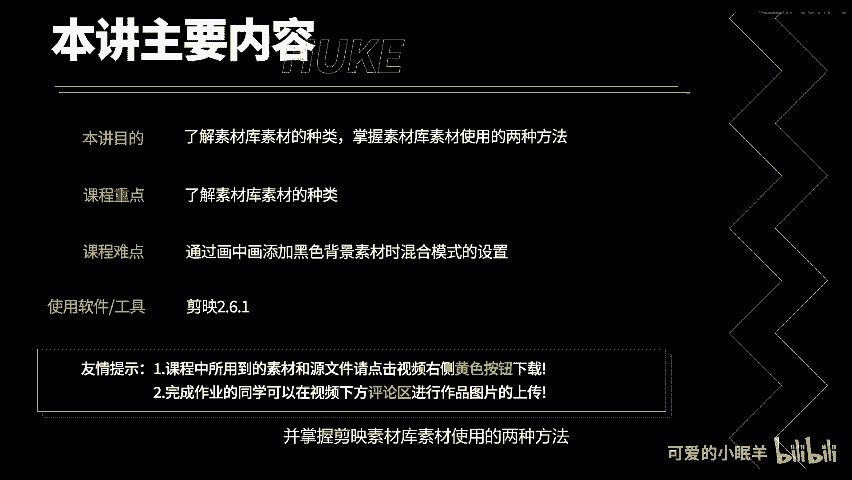 本讲主要内容
HUKE
本讲目的 了解素材库素材的种类，掌握素材库素材使用的两种方法
课程重点 了解素材库素材的种类
课程难点 通过画中画添加黑色背景素材时混合模式的设置
使用软件/工具 剪映2.6.1
友情提示：1.课程中所用到的素材和源文件请点击视频右侧黄色按钮下载!
2.完成作业的同学可以在视频下方评论区进行作品图片的上传!
并掌握剪映素材库素材使用的两种方法
可爱的小眠羊 bilibili